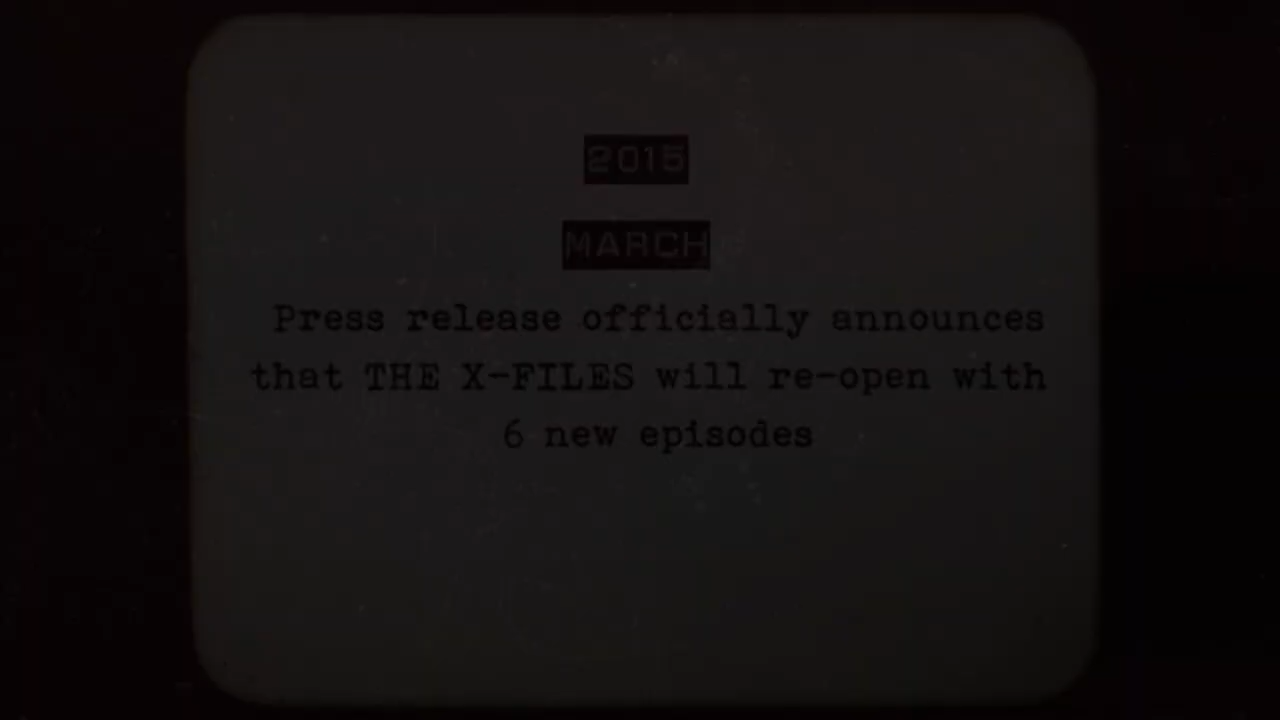 2015
MARCH
Press release officially announces
that THE X-FILES will re-open with
6 new episodes